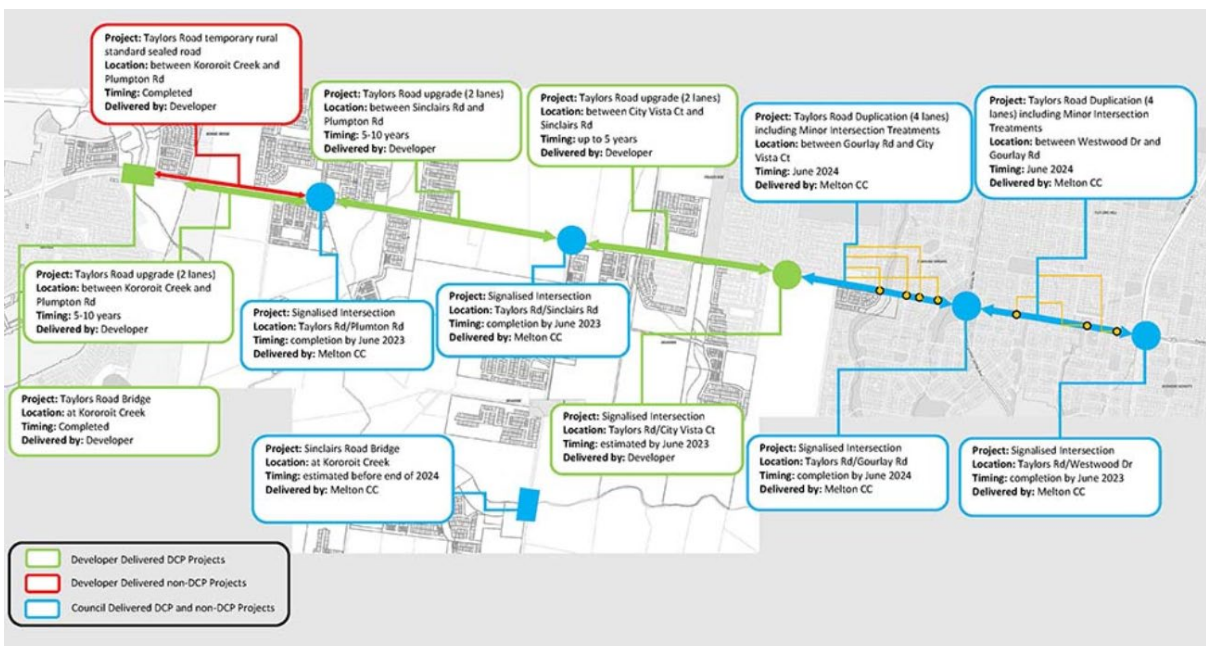 Project: Taylors Road temporary rural
standard sealed road
Location: between Kororoit Creek and
Plumpton Rd
Timing: Completed
Delivered by: Developer
Project: Taylors Road upgrade (2 lanes)
Location: between Sinclairs Rd and
Plumpton Rd
Timing: 5-10 years
Delivered by: Developer
Project: Taylors Road upgrade (2 lanes)
Location: between City Vista Ct and
Sinclairs Rd
Timing: up to 5 years
Delivered by: Developer
Project: Taylors Road Duplication (4 lanes)
including Minor Intersection Treatments
Location: between Gourlay Rd and City
Vista Ct
Timing: June 2024
Delivered by: Melton CC
Project: Taylors Road Duplication (4
lanes) including Minor Intersection
Treatments
Location: between Westwood Dr and
Gourlay Rd
Timing: June 2024
Delivered by: Melton CC
Project: Taylors Road upgrade (2 lanes)
Location: between Kororoit Creek and
Plumpton Rd
Timing: 5-10 years
Delivered by: Developer
Project: Signalised Intersection
Location: Taylors Rd/Plumton Rd
Timing: completion by June 2023
Delivered by: Melton CC
Project: Signalised Intersection
Location: Taylors Rd/Sinclairs Rd
Timing: completion by June 2023
Delivered by: Melton CC
Project: Taylors Road Bridge
Location: at Kororoit Creek
Timing: Completed
Delivered by: Developer
Project: Sinclairs Road Bridge
Location: at Kororoit Creek
Timing: estimated before end of 2024
Delivered by: Melton CC
Project: Signalised Intersection
Location: Taylors Rd/City Vista Ct
Timing: estimated by June 2023
Delivered by: Developer
Project: Signalised Intersection
Location: Taylors Rd/Gourlay Rd
Timing: completion by June 2024
Delivered by: Melton CC
Project: Signalised Intersection
Location: Taylors Rd/Westwood Dr
Timing: completion by June 2023
Delivered by: Melton CC
Developer Delivered DCP Projects
Developer Delivered non-DCP Projects
Council Delivered DCP and non-DCP Projects